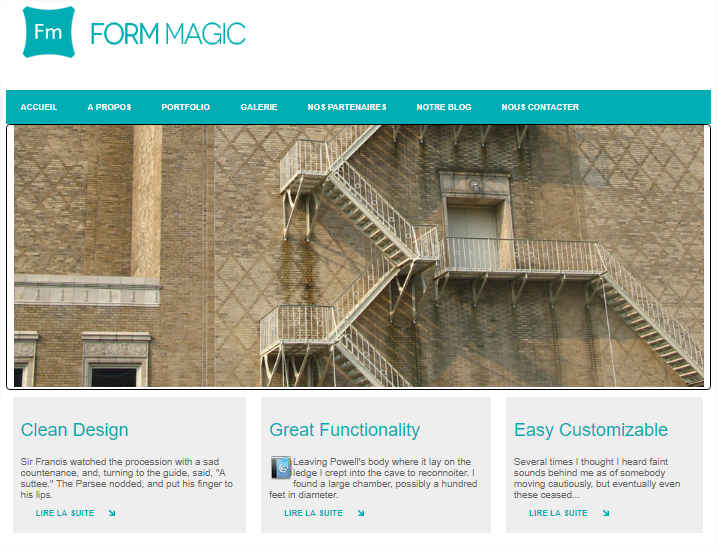 Fm
FORM MAGIC
ACCUEIL A PROPOS PORTFOLIO GALERIE NOS PARTENAIRES NOTRE BLOG NOUS CONTACTER
Clean Design
Sir Francis watched the procession with a sad
countenance, and, turning to the guide, said, "A
suttee." The Parsee nodded, and put his finger to
his lips.
LIRE LA SUITE
Great Functionality
Leaving Powell's body where it lay on the
ledge I crept into the cave to reconnoiter. I
found a large chamber, possibly a hundred
feet in diameter.
LIRE LA SUITE
Easy Customizable
Several times I thought I heard faint
sounds behind me as of somebody
moving cautiously, but eventually even
these ceased...
LIRE LA SUITE